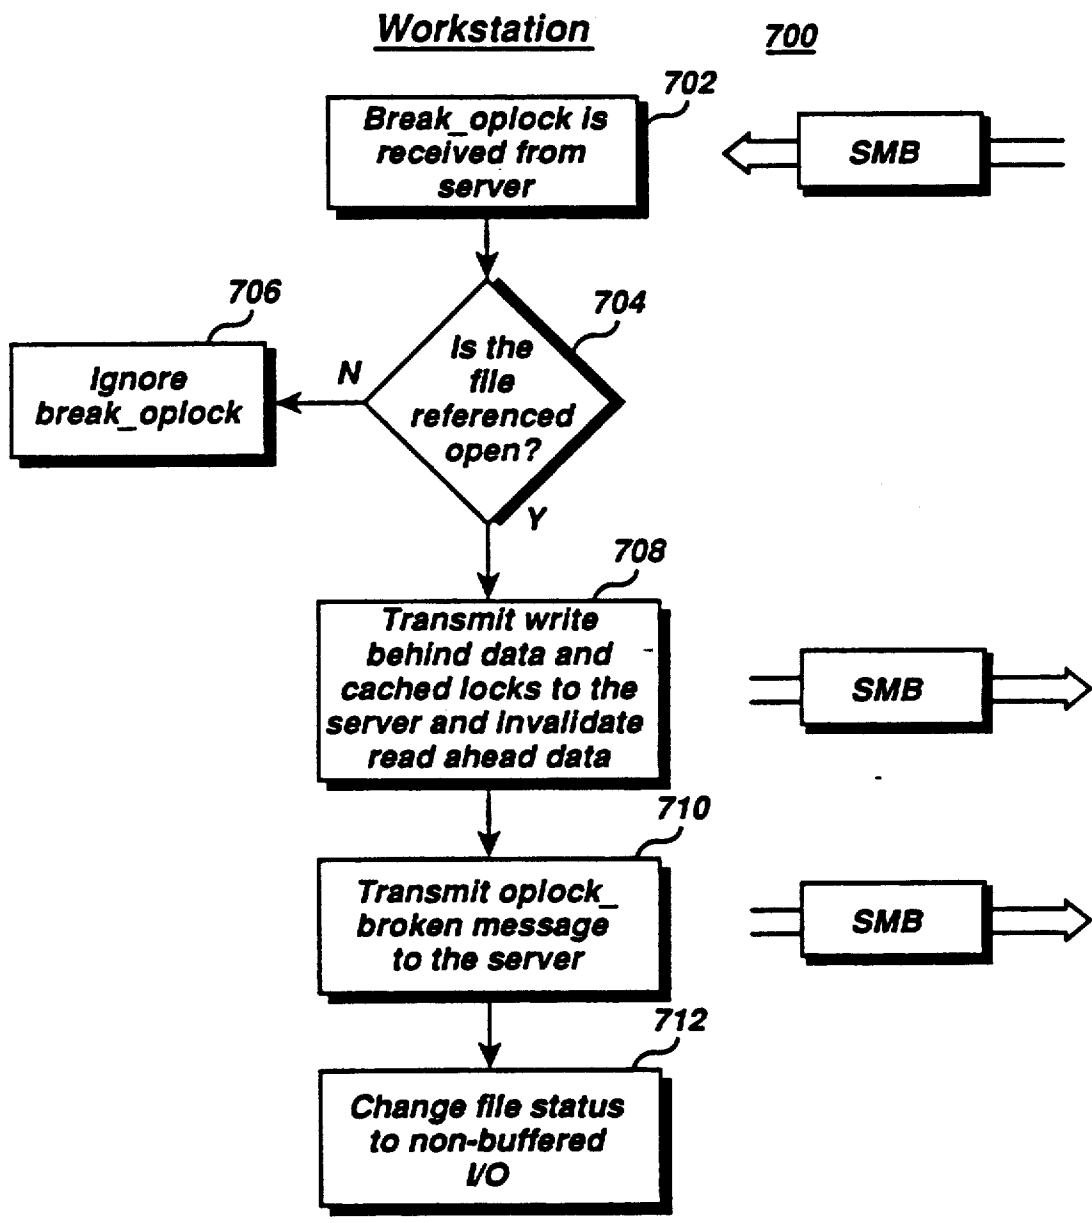 Workstation
700
702
Break_oplock is
received from
server
SMB
704
Is the
file
referenced
open?
N
Y
706
Ignore
break_oplock
708
Transmit write
behind data and
cached locks to the
server and invalidate
read ahead data
SMB
710
Transmit oplock_
broken message
to the server
SMB
712
Change file status
to non-buffered
I/O